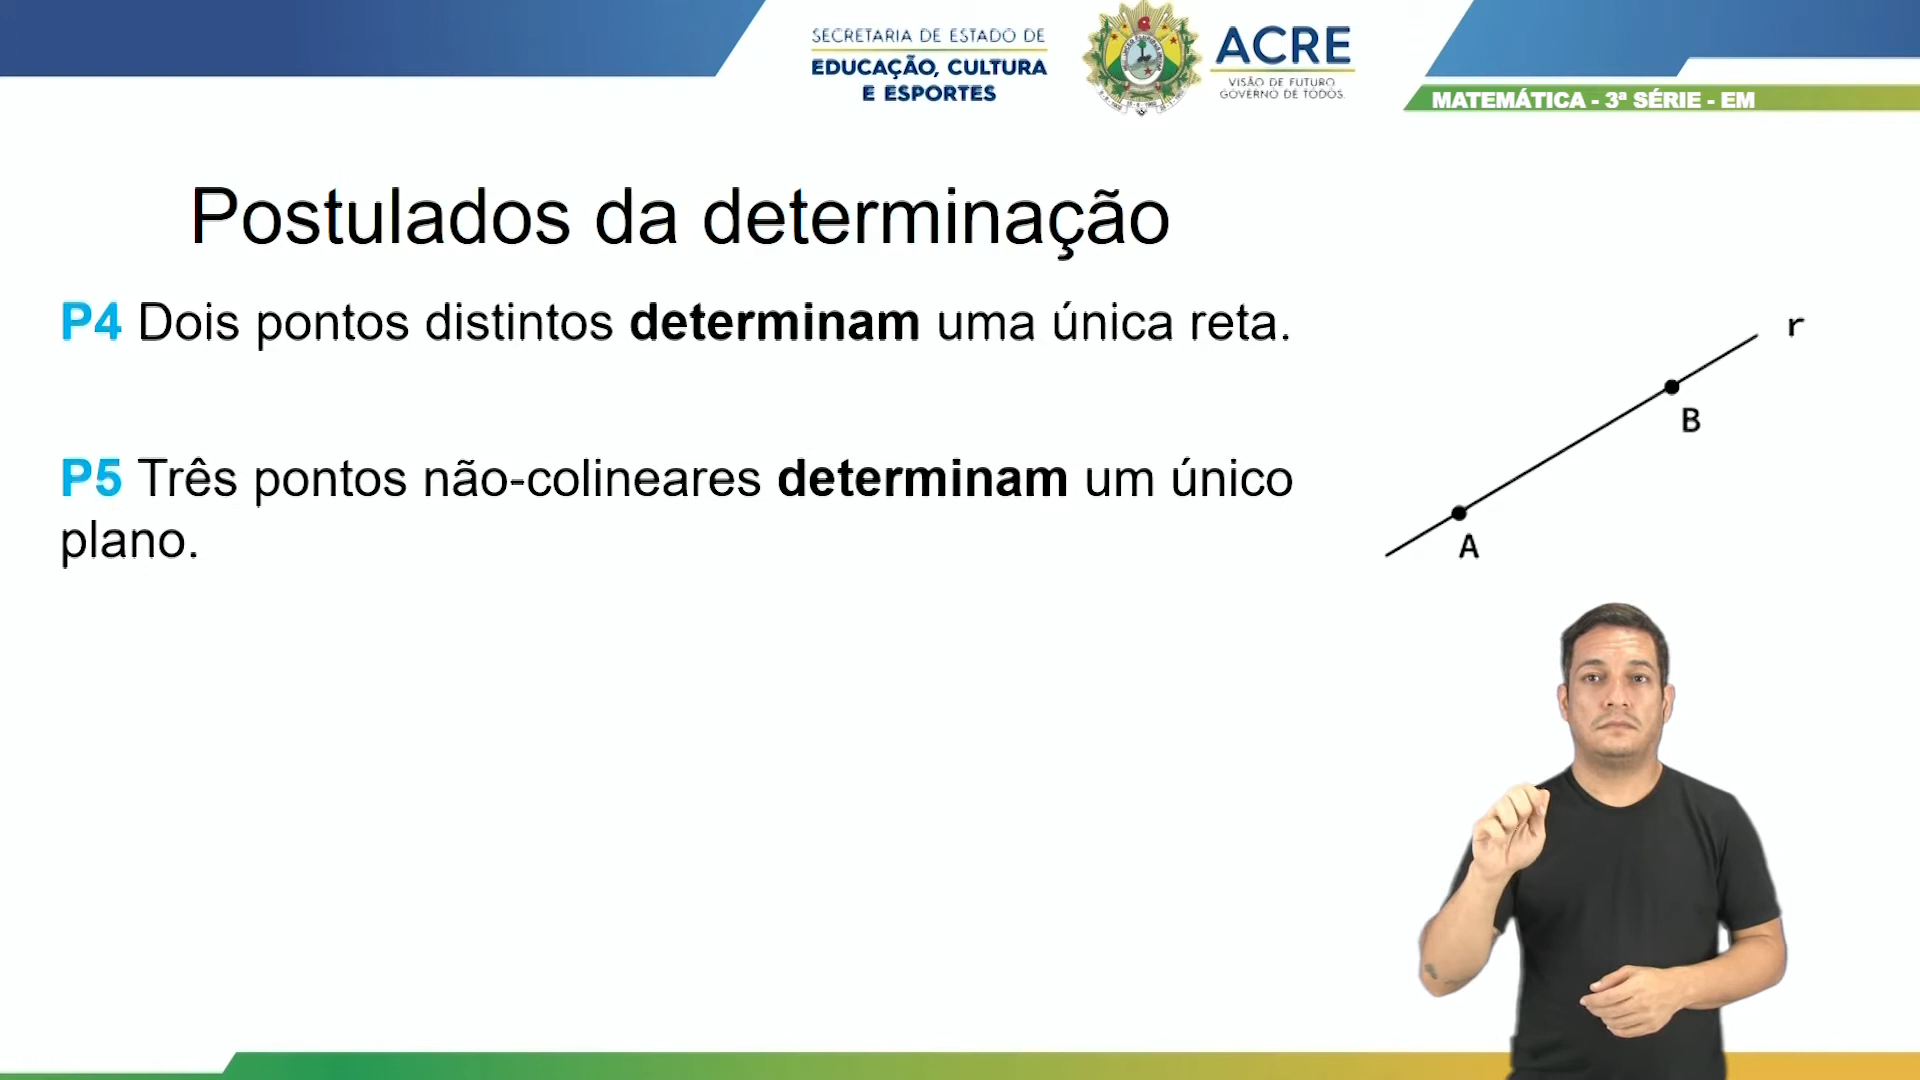 SECRETARIA DE ESTADO DE
EDUCAÇÃO, CULTURA
E ESPORTES
ACRE
VISÃO DE FUTURO
GOVERNO DE TODOS.
MATEMÁTICA - 3ª SÉRIE - EM
Postulados da determinação
P4 Dois pontos distintos determinam uma única reta.
r
B
P5 Três pontos não-colineares determinam um único
plano.
A